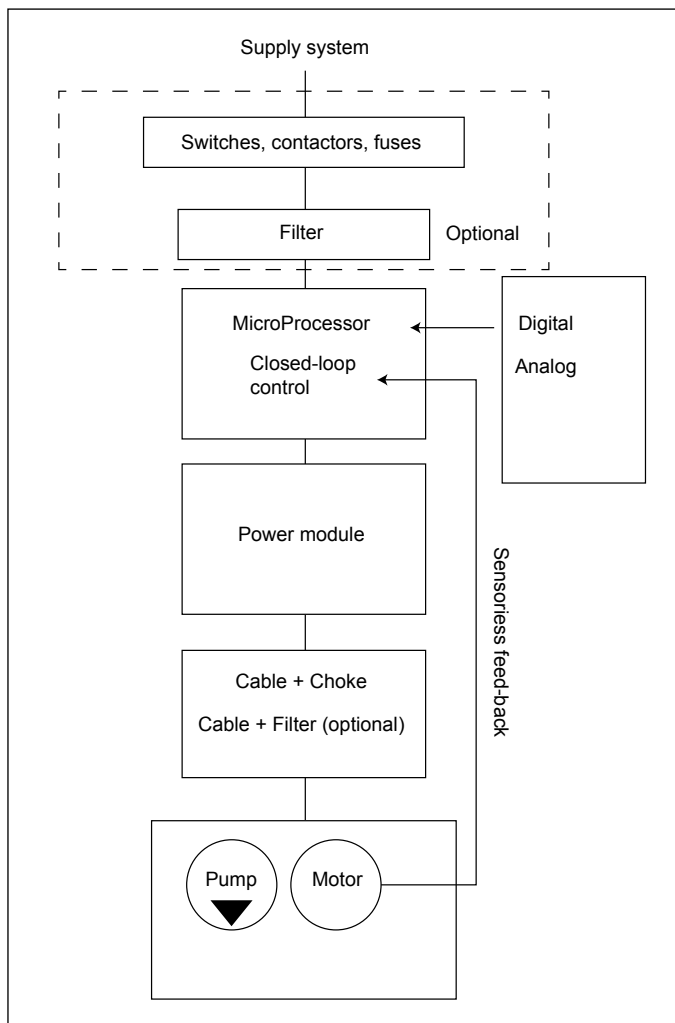 Supply system
Switches, contactors, fuses
Filter
Optional
MicroProcessor
Closed-loop
control
Digital
Analog
Power module
Sensoriess feed-back
Cable + Choke
Cable + Filter (optional)
Pump
Motor